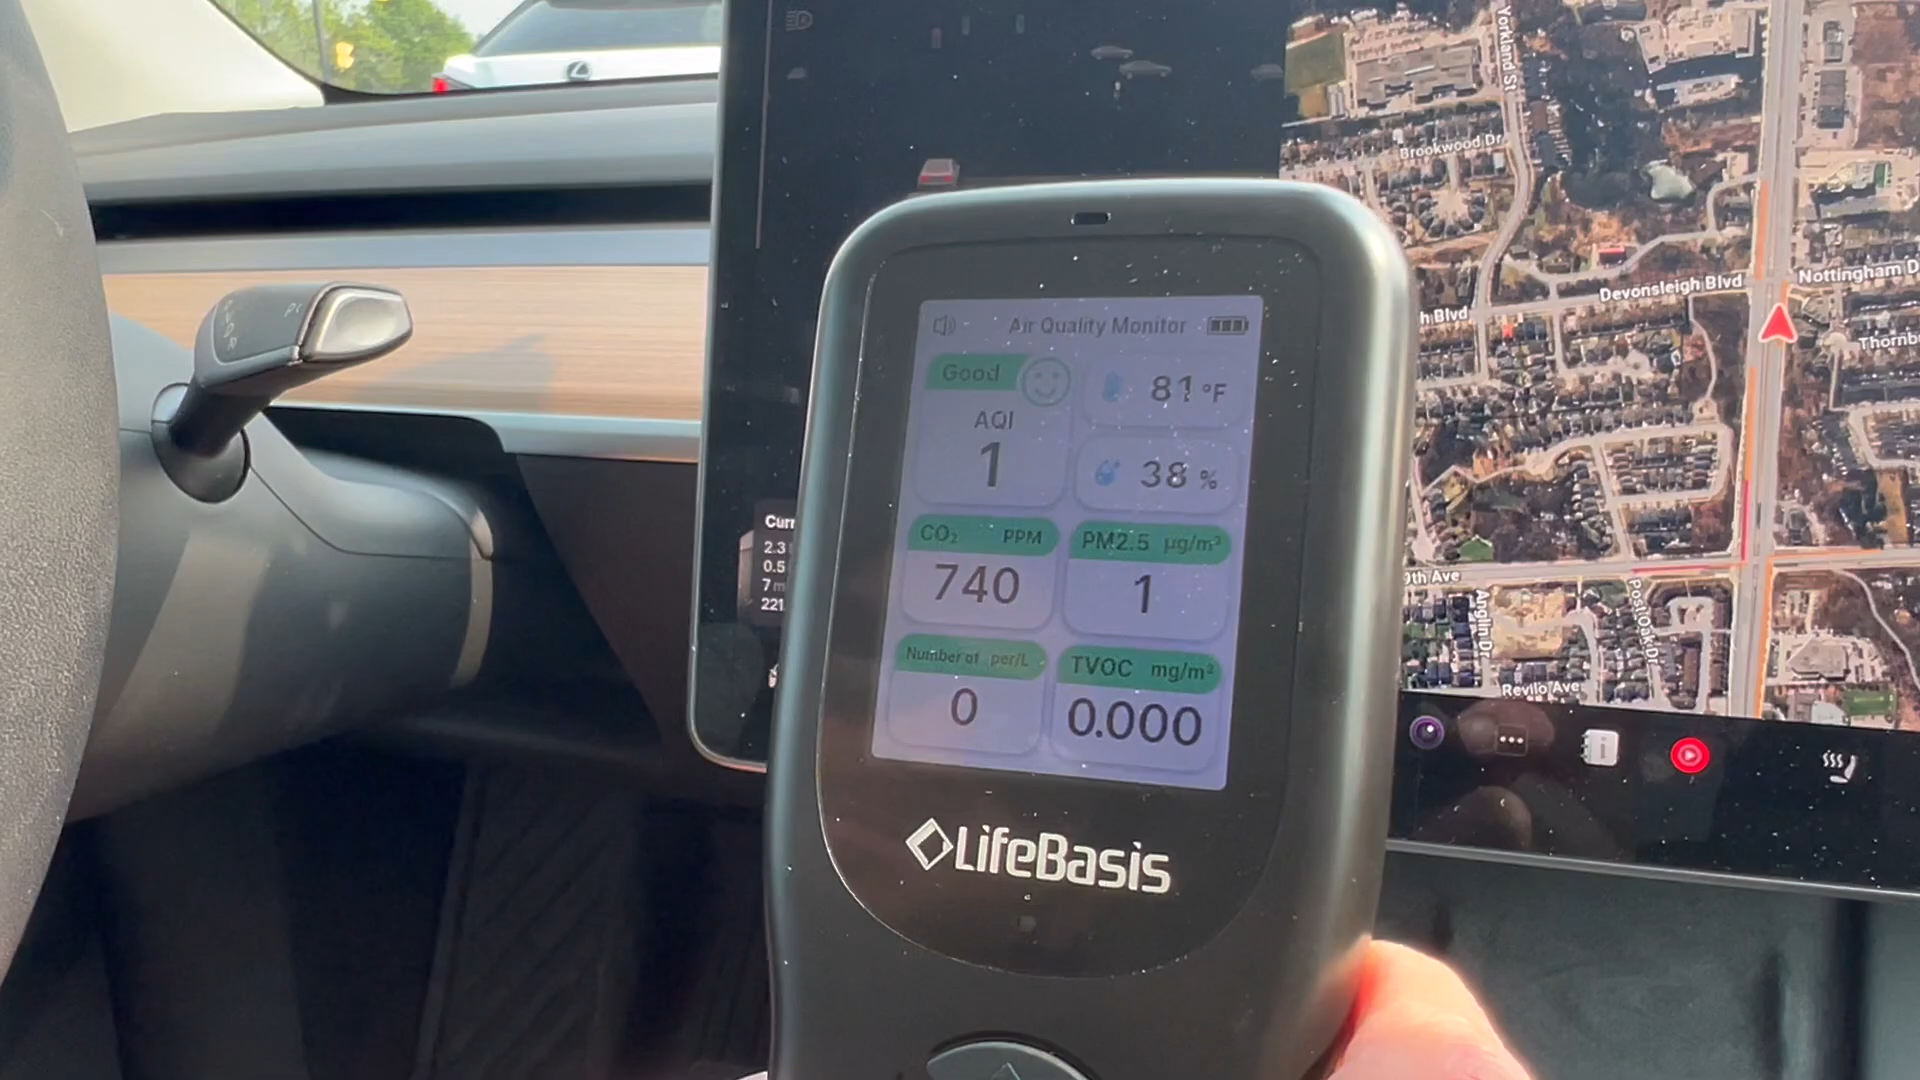 Air Quality Monitor
Good
AQI
1
81 °F
38 %
CO₂ PPM
740
PM2.5 µg/m³
1
Number of per/L
0
TVOC mg/m³
0.000
LifeBasis
Curr
2.3
0.5
7 m
221
Yorkland St
Brookwood Dr
Devonsleigh Blvd
Nottingham D
h Blvd
Thornb
0th Ave
Anglin Dr
Post Oak Dr
Revilo Ave